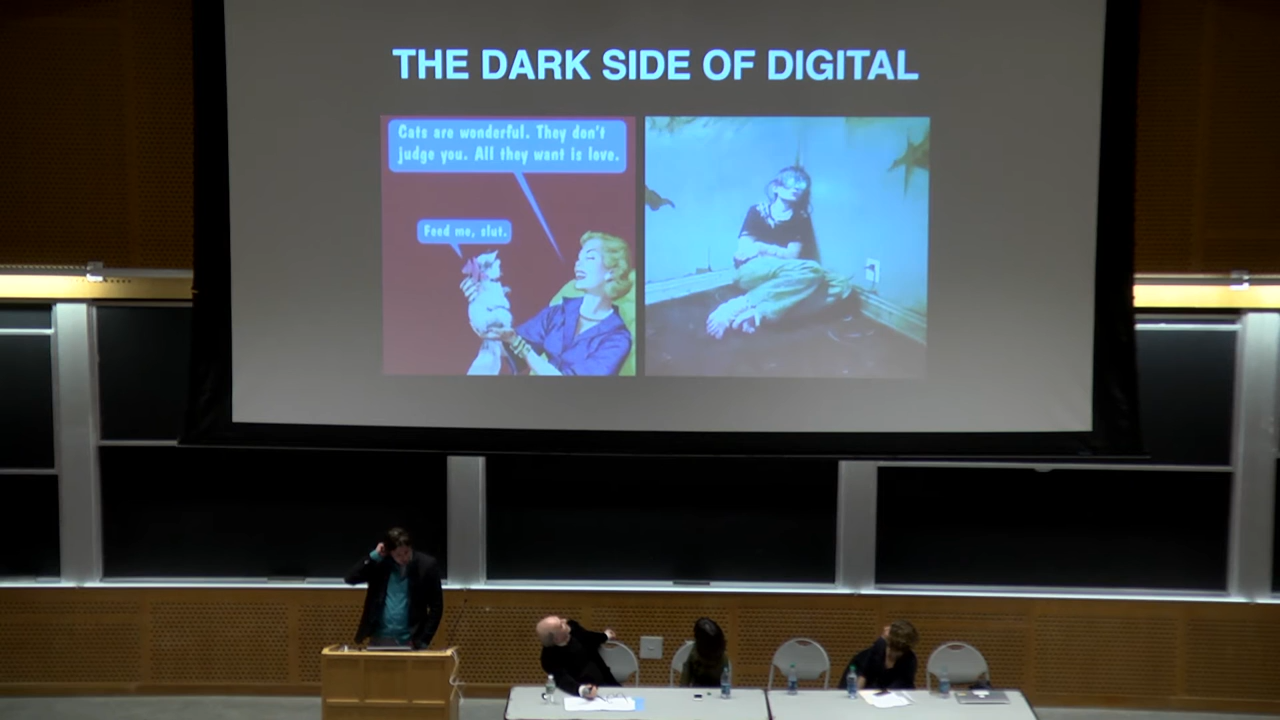 THE DARK SIDE OF DIGITAL
Cats are wonderful. They don't
judge you. All they want is love.
Feed me, slut.